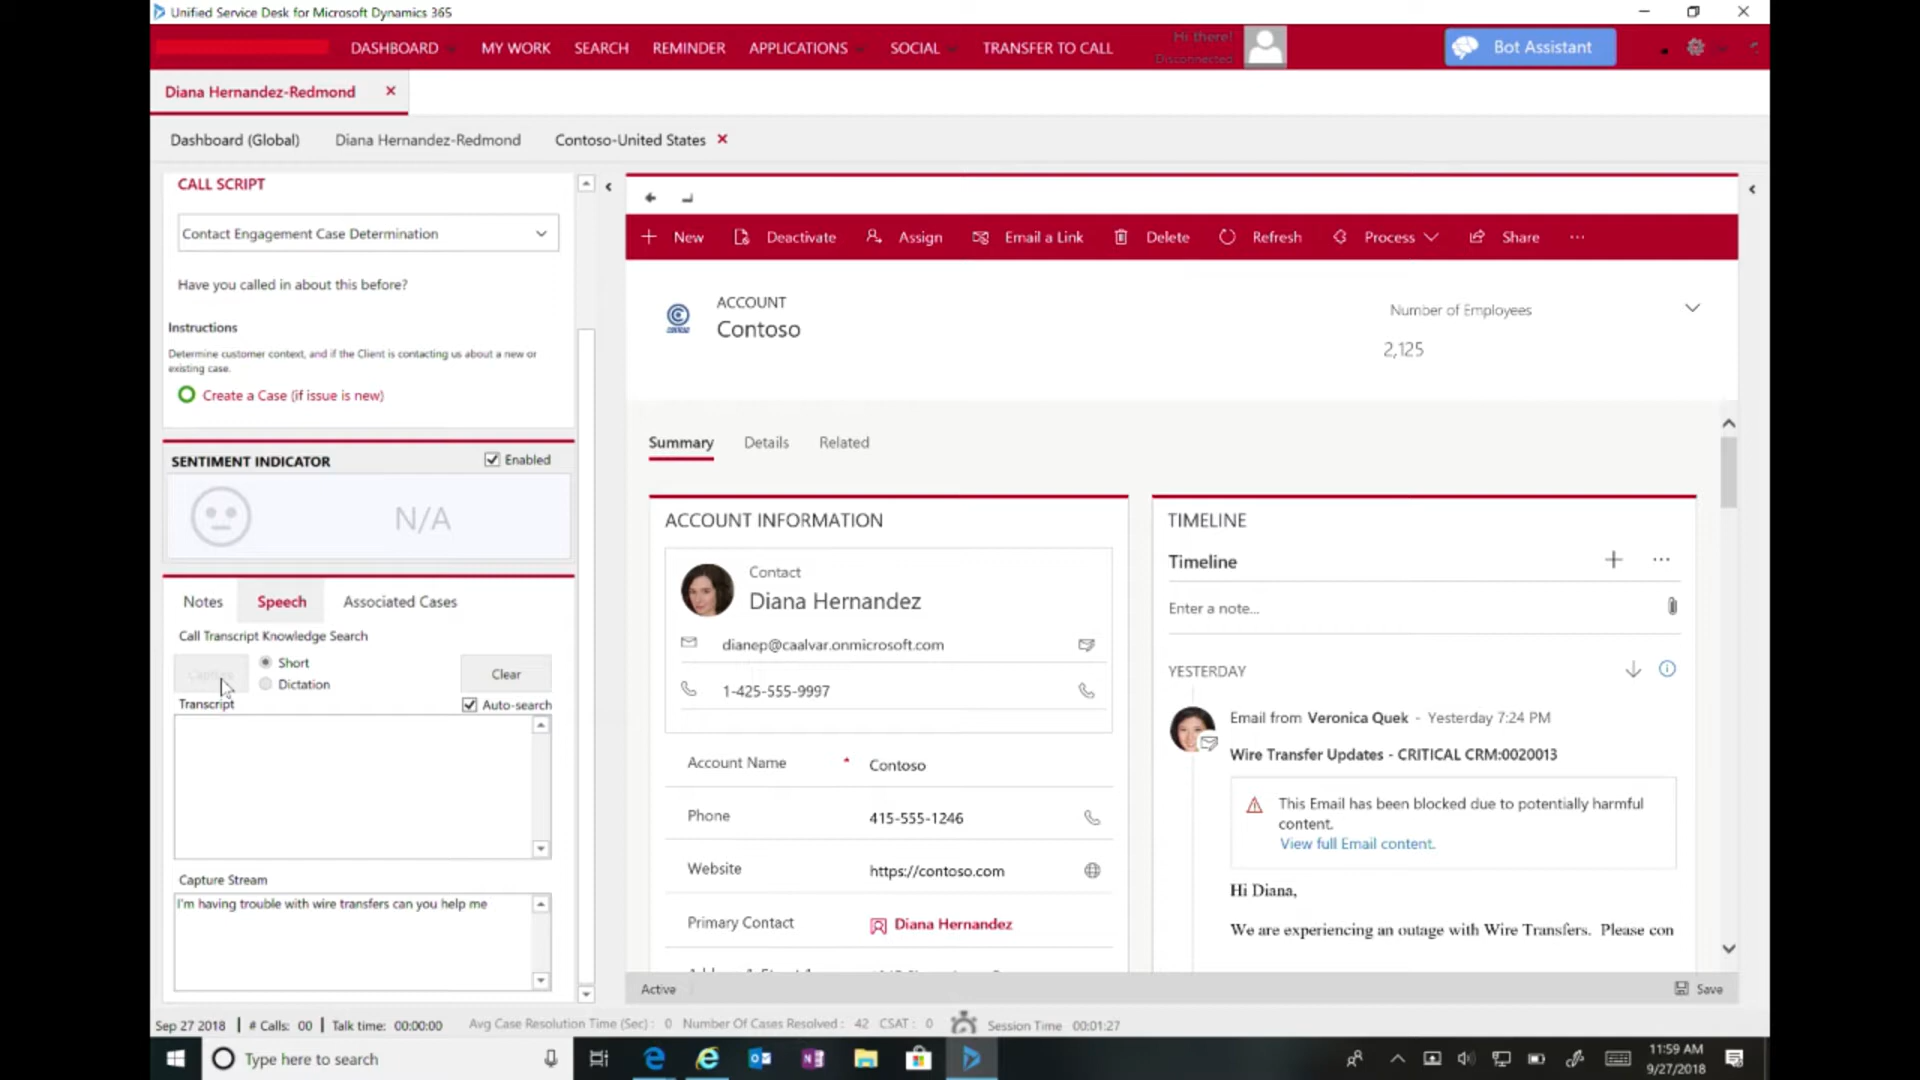 Unified Service Desk for Microsoft Dynamics 365
DASHBOARD MY WORK SEARCH REMINDER APPLICATIONS SOCIAL TRANSFER TO CALL
Hi there!
Disconnected
Bot Assistant
Diana Hernandez-Redmond
Dashboard (Global) Diana Hernandez-Redmond Contoso-United States
CALL SCRIPT
Contact Engagement Case Determination
Have you called in about this before?
Instructions
Determine customer context, and if the Client is contacting us about a new or
existing case.
Create a Case (if issue is new)
SENTIMENT INDICATOR Enabled
N/A
Notes Speech Associated Cases
Call Transcript Knowledge Search
Short
Dictation
Clear
Transcript Auto-search
Capture Stream
I'm having trouble with wire transfers can you help me
New Deactivate Assign Email a Link Delete Refresh Process Share
ACCOUNT
Contoso
Number of Employees
2,125
Summary Details Related
ACCOUNT INFORMATION
Contact
Diana Hernandez
dianep@caalvar.onmicrosoft.com
1-425-555-9997
Account Name * Contoso
Phone 415-555-1246
Website https://contoso.com
Primary Contact Diana Hernandez
TIMELINE
Timeline
Enter a note...
YESTERDAY
Email from Veronica Quek - Yesterday 7:24 PM
Wire Transfer Updates - CRITICAL CRM:0020013
This Email has been blocked due to potentially harmful
content.
View full Email content.
Hi Diana,
We are experiencing an outage with Wire Transfers. Please con
Active Save
Sep 27 2018 | # Calls: 00 | Talk time: 00:00:00 Avg Case Resolution Time (Sec) : 0 Number Of Cases Resolved : 42 CSAT : 0 Session Time 00:01:27
Type here to search
11:59 AM
9/27/2018